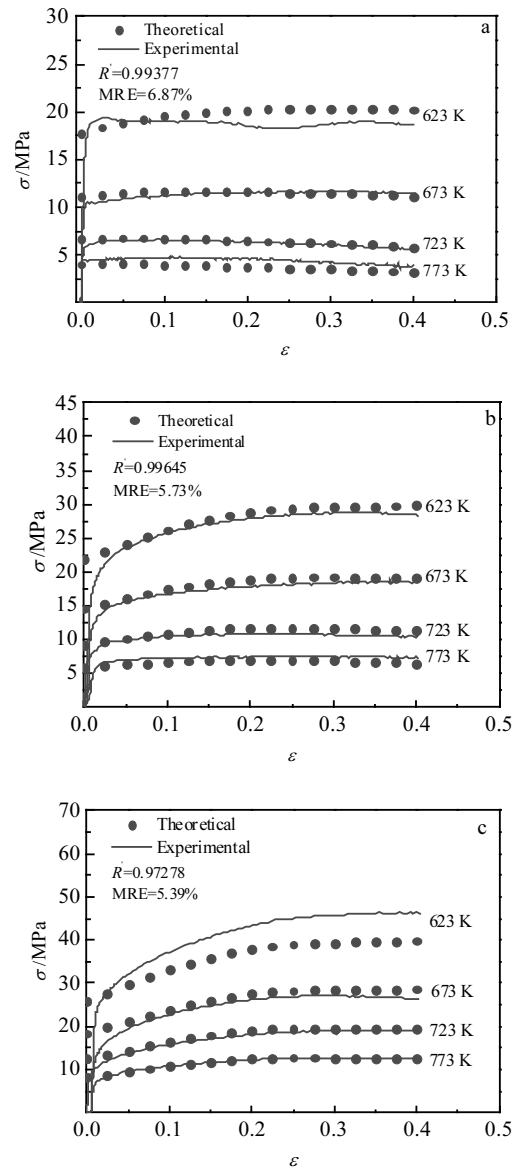 30
25
20
15
10
5
σ/MPa
Theoretical
Experimental
R'=0.99377
MRE=6.87%
a
623 K
673 K
723 K
773 K
0.0 0.1 0.2 0.3 0.4 0.5
ε
45
40
35
30
25
20
15
10
5
σ/MPa
Theoretical
Experimental
R'=0.99645
MRE=5.73%
b
623 K
673 K
723 K
773 K
0.0 0.1 0.2 0.3 0.4 0.5
ε
70
60
50
40
30
20
10
σ/MPa
Theoretical
Experimental
R'=0.97278
MRE=5.39%
c
623 K
673 K
723 K
773 K
0.0 0.1 0.2 0.3 0.4 0.5
ε